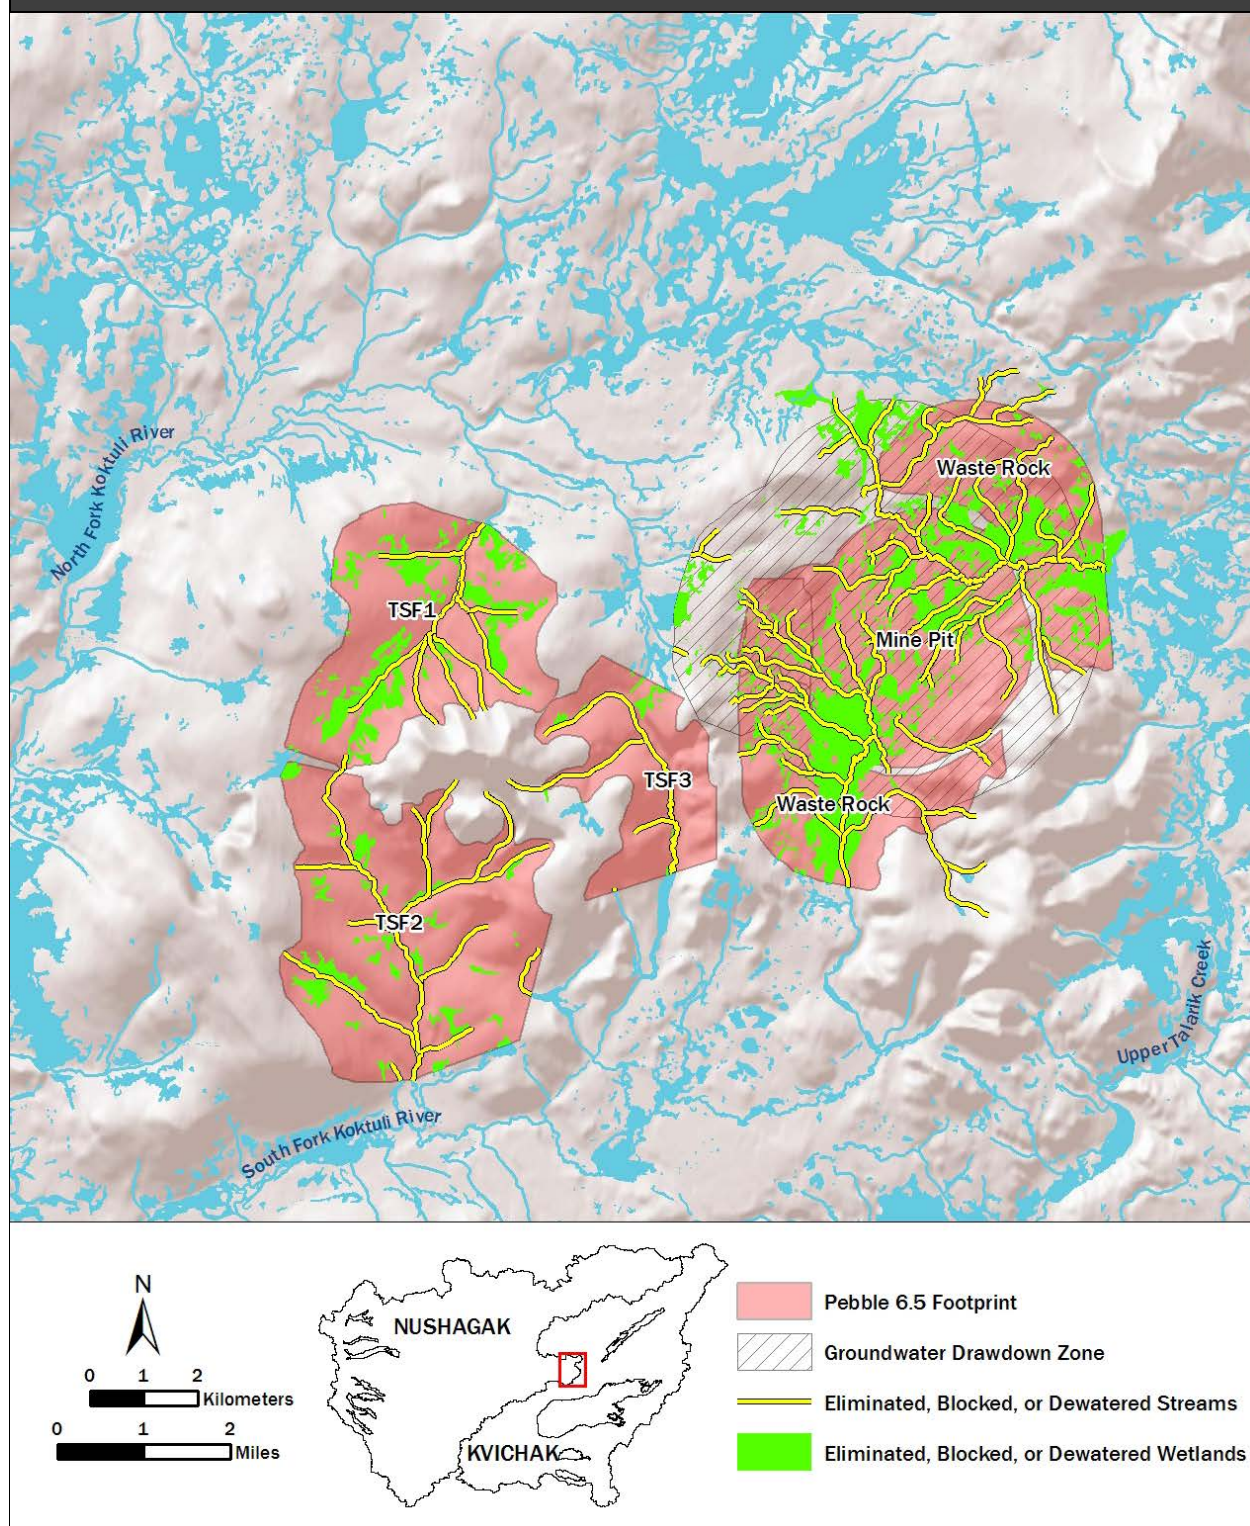 North Fork Koktuli River
Waste Rock
TSF1
Mine Pit
TSF3
Waste Rock
TSF2
Upper Talarik Creek
South Fork Koktuli River
N
0 1 2
Kilometers
0 1 2
Miles
NUSHAGAK
KVICHAK
Pebble 6.5 Footprint
Groundwater Drawdown Zone
Eliminated, Blocked, or Dewatered Streams
Eliminated, Blocked, or Dewatered Wetlands